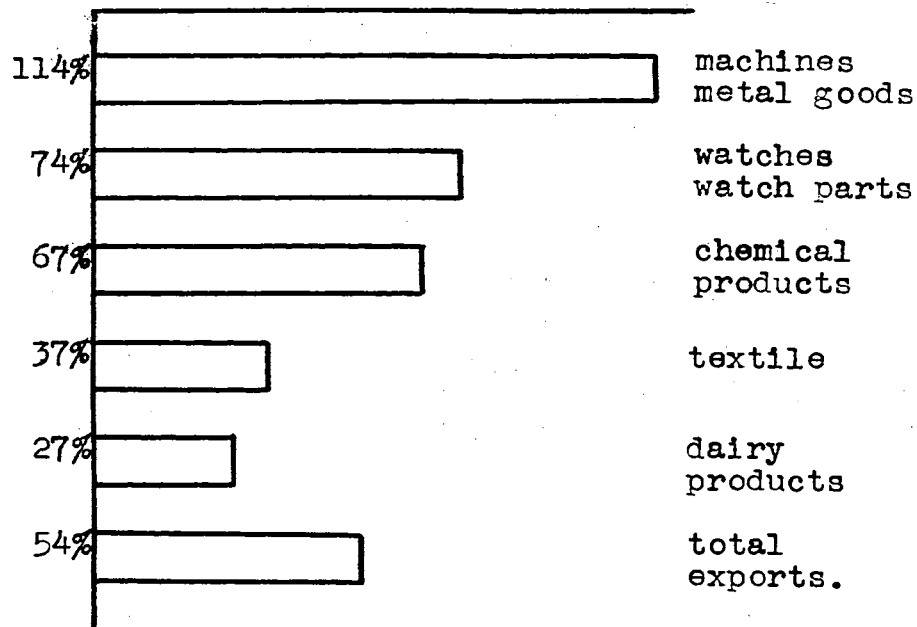 114%
machines
metal goods
74%
watches
watch parts
67%
chemical
products
37%
textile
27%
dairy
products
54%
total
exports.